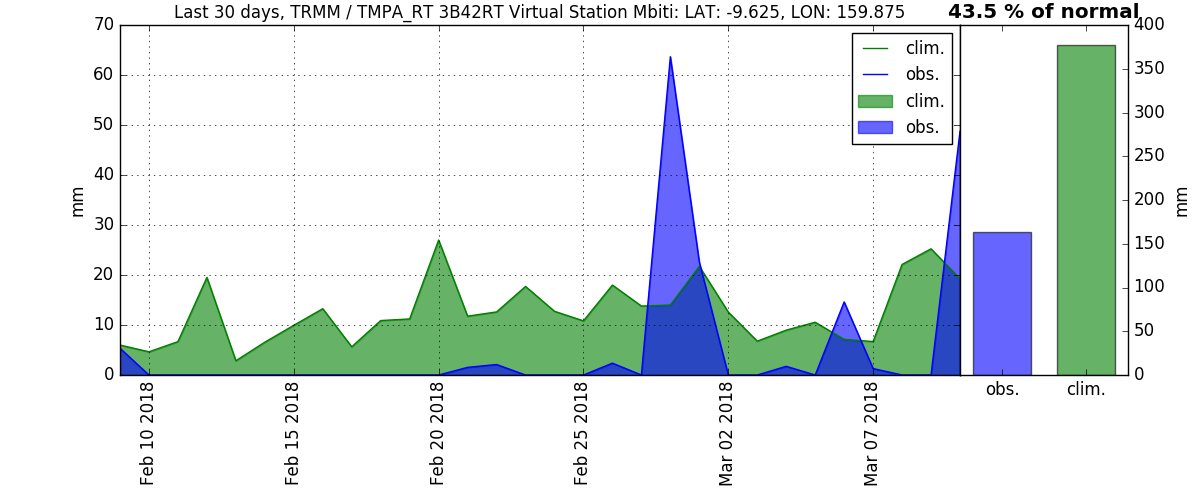 Last 30 days, TRMM / TMPA_RT 3B42RT Virtual Station Mbiti: LAT: -9.625, LON: 159.875
43.5 % of normal
70
60
50
40
30
20
10
0
mm
clim.
obs.
clim.
obs.
Feb 10 2018
Feb 15 2018
Feb 20 2018
Feb 25 2018
Mar 02 2018
Mar 07 2018
400
350
300
250
200
150
100
50
0
mm
obs.
clim.